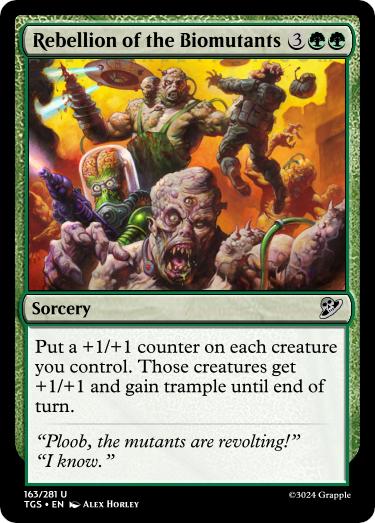 Rebellion of the Biomutants 3
Sorcery
Put a +1/+1 counter on each creature
you control. Those creatures get
+1/+1 and gain trample until end of
turn.
“Ploob, the mutants are revolting!”
“I know.”
163/281 U
TGS • EN Alex Horley
©3024 Grapple